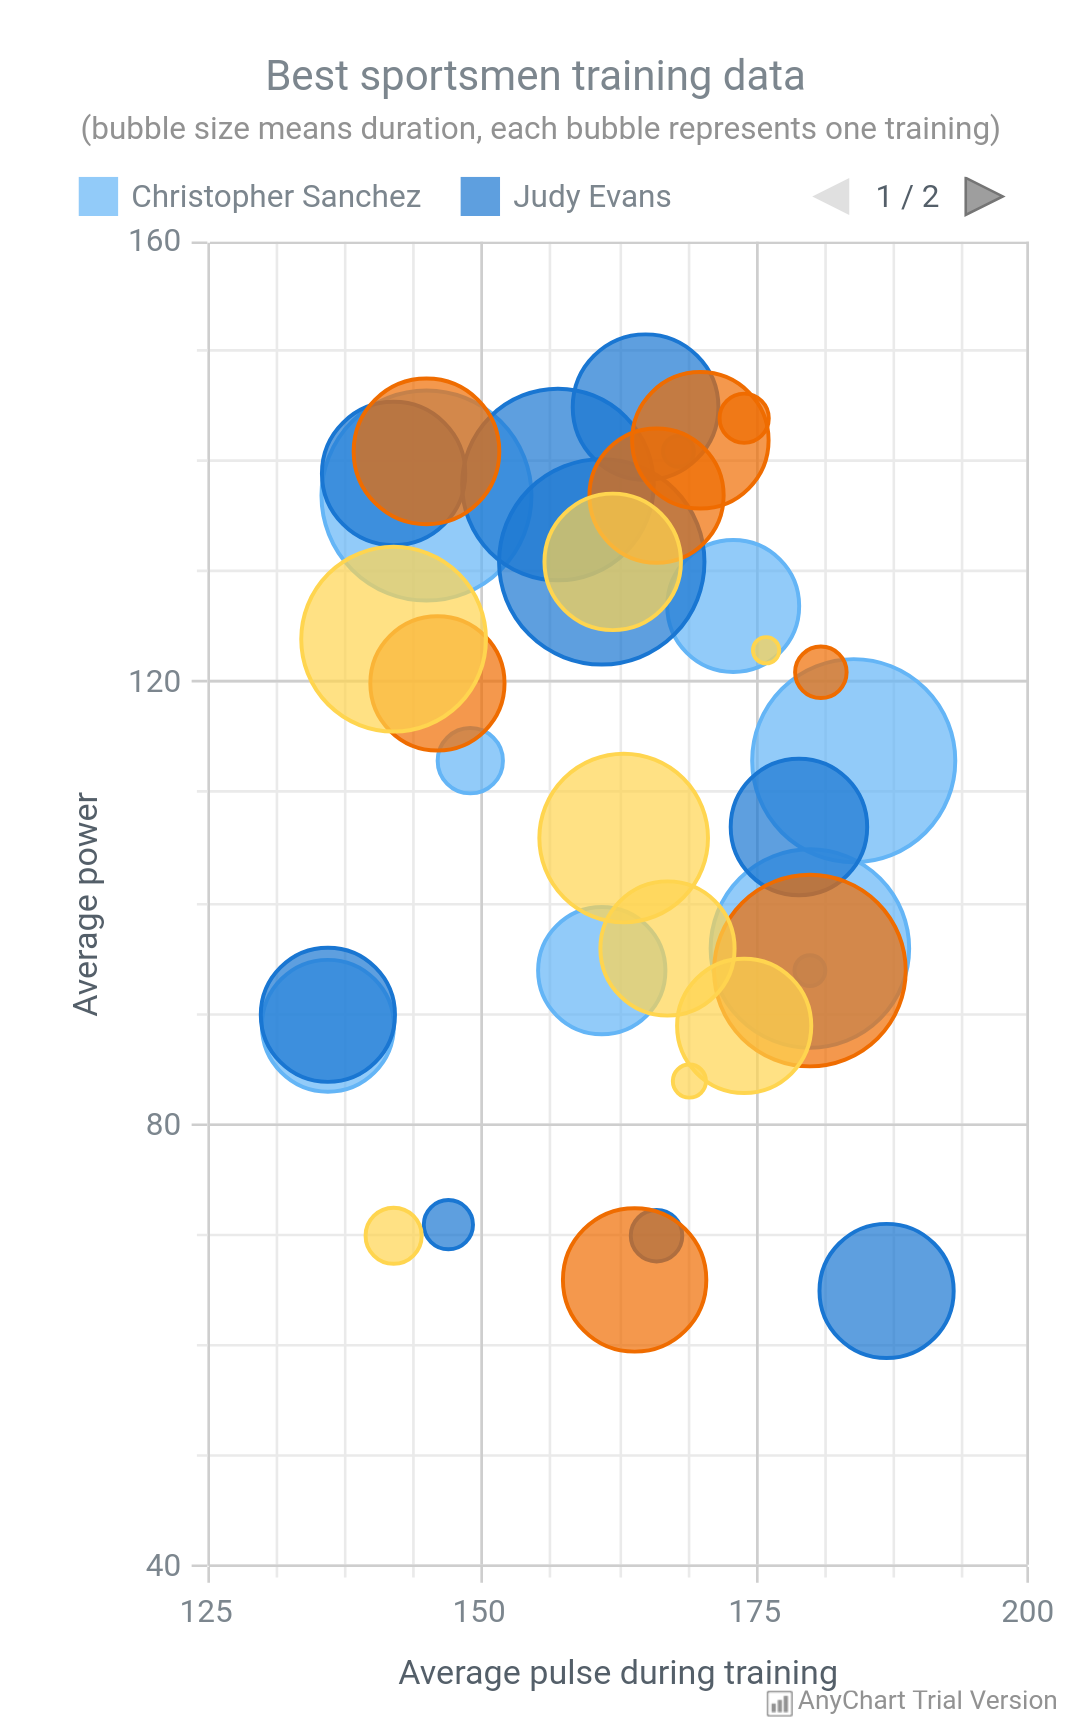 Best sportsmen training data
(bubble size means duration, each bubble represents one training)
Christopher Sanchez Judy Evans 1 / 2
160
120
80
40
Average power
125 150 175 200
Average pulse during training
AnyChart Trial Version